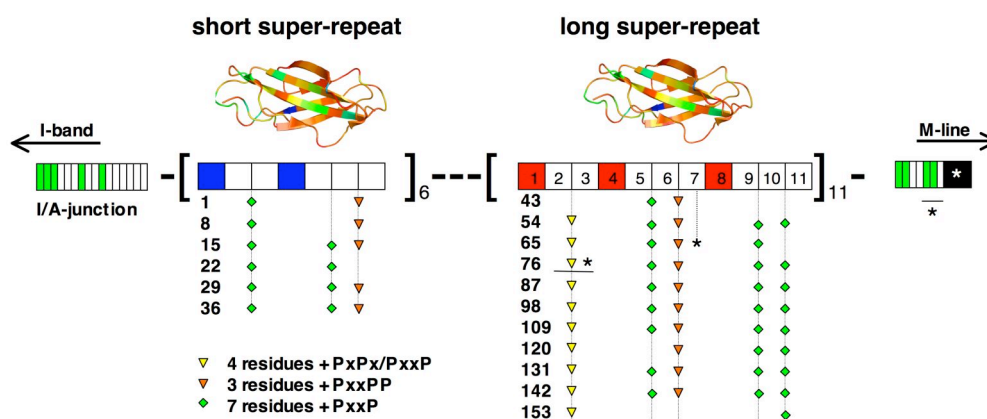 short super-repeat long super-repeat
I-band M-line
-[ ]6 --- [ 1 2 3 4 5 6 7 8 9 10 11 ]11 - *
I/A-junction *
1 43
8 54
15 65 *
22 76 *
29 87
36 98
109
120
131
142
153
4 residues + PxPx/PxxP
3 residues + PxxPP
7 residues + PxxP